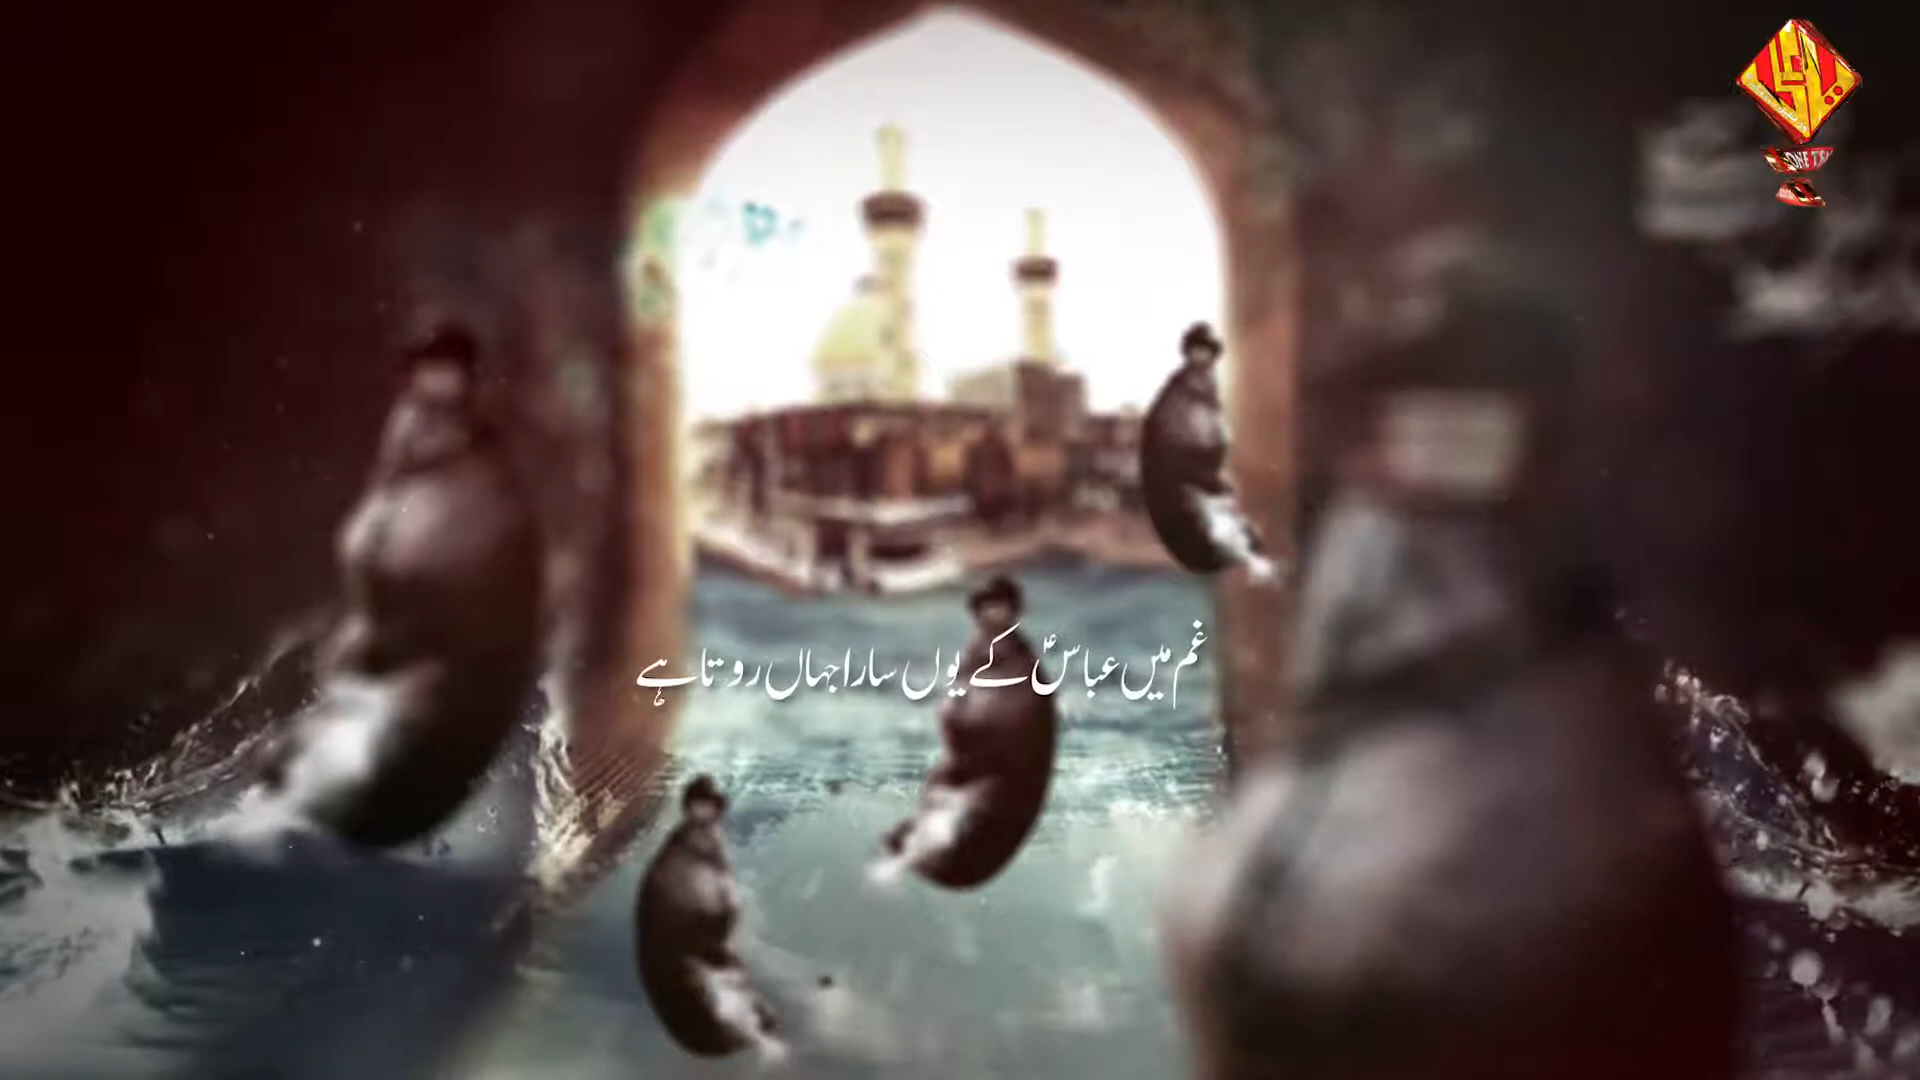 غم میں عباسؑ کے یوں سارا جہاں روتا ہے